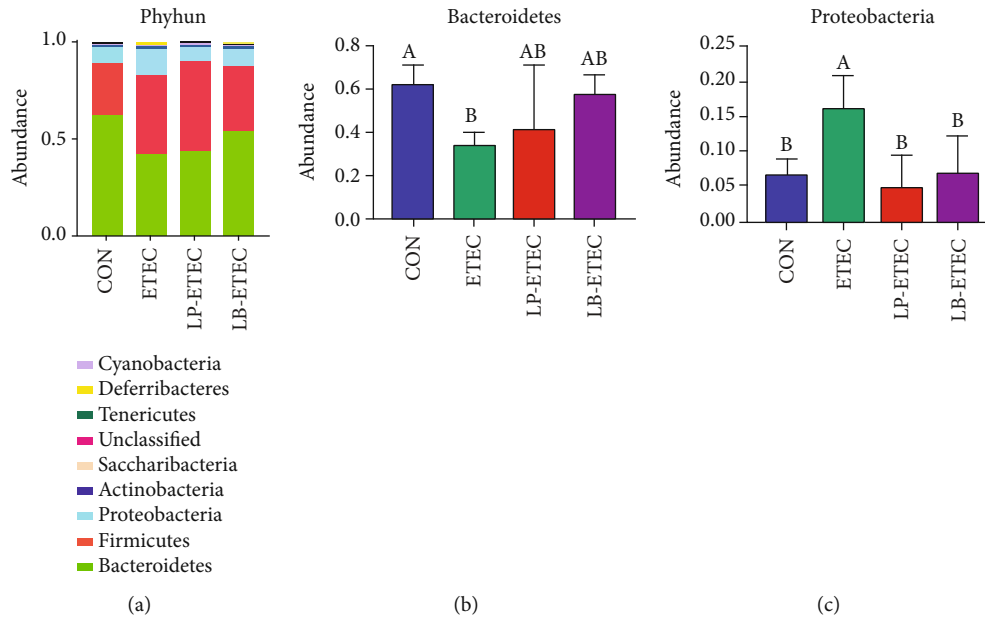 Phyhun
Abundance
1.0
0.5
0.0
CON
ETEC
LP-ETEC
LB-ETEC
Cyanobacteria
Deferribacteres
Tenericutes
Unclassified
Saccharibacteria
Actinobacteria
Proteobacteria
Firmicutes
Bacteroidetes
(a)
Bacteroidetes
Abundance
0.8
0.6
0.4
0.2
0.0
A
B
AB
AB
CON
ETEC
LP-ETEC
LB-ETEC
(b)
Proteobacteria
Abundance
0.25
0.20
0.15
0.100
0.05
0.00
B
A
B
B
CON
ETEC
LP-ETEC
LB-ETEC
(c)